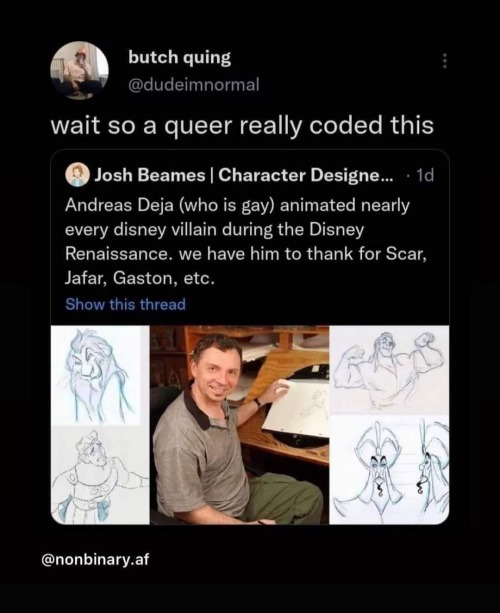 butch quing
@dudeimnormal
wait so a queer really coded this
Josh Beames | Character Designe... · 1d
Andreas Deja (who is gay) animated nearly
every disney villain during the Disney
Renaissance. we have him to thank for Scar,
Jafar, Gaston, etc.
Show this thread
@nonbinary.af